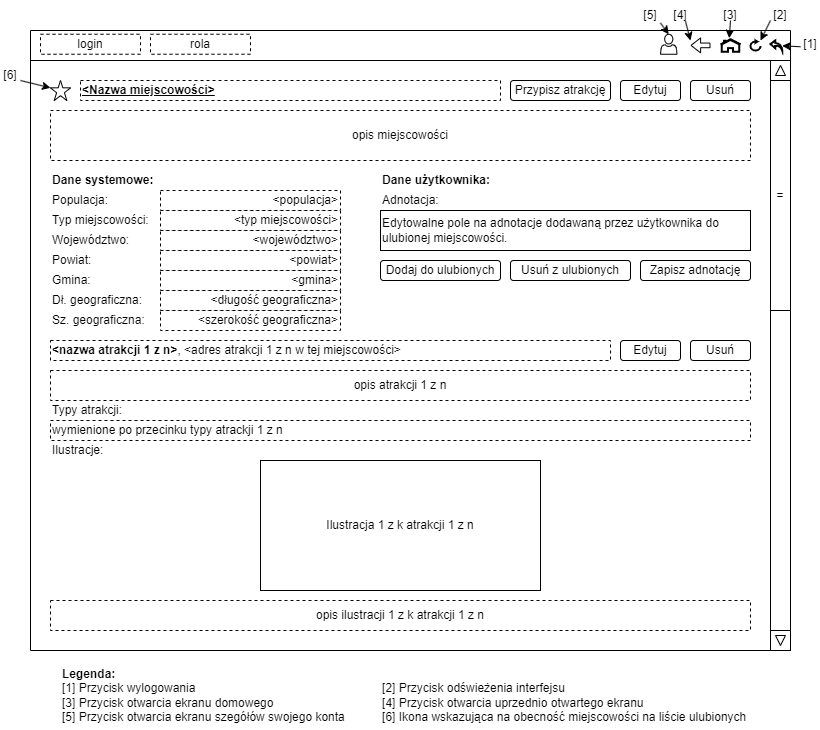 [5] [4] [3] [2]
login rola [1]
[6]
<Nazwa miejscowości> Przypisz atrakcję Edytuj Usuń
opis miejscowości
Dane systemowe: Dane użytkownika:
Populacja: <populacja> Adnotacja:
Typ miejscowości: <typ miejscowości> Edytowalne pole na adnotacje dodawaną przez użytkownika do
Województwo: <województwo> ulubionej miejscowości.
Powiat: <powiat>
Gmina: <gmina> Dodaj do ulubionych Usuń z ulubionych Zapisz adnotację
Dł. geograficzna: <długość geograficzna>
Sz. geograficzna: <szerokość geograficzna>
<nazwa atrakcji 1 z n>, <adres atrakcji 1 z n w tej miejscowości> Edytuj Usuń
opis atrakcji 1 z n
Typy atrakcji:
wymienione po przecinku typy atrackji 1 z n
Ilustracje:
Ilustracja 1 z k atrakcji 1 z n
opis ilustracji 1 z k atrakcji 1 z n
Legenda:
[1] Przycisk wylogowania [2] Przycisk odświeżenia interfejsu
[3] Przycisk otwarcia ekranu domowego [4] Przycisk otwarcia uprzednio otwartego ekranu
[5] Przycisk otwarcia ekranu szegółów swojego konta [6] Ikona wskazująca na obecność miejscowości na liście ulubionych